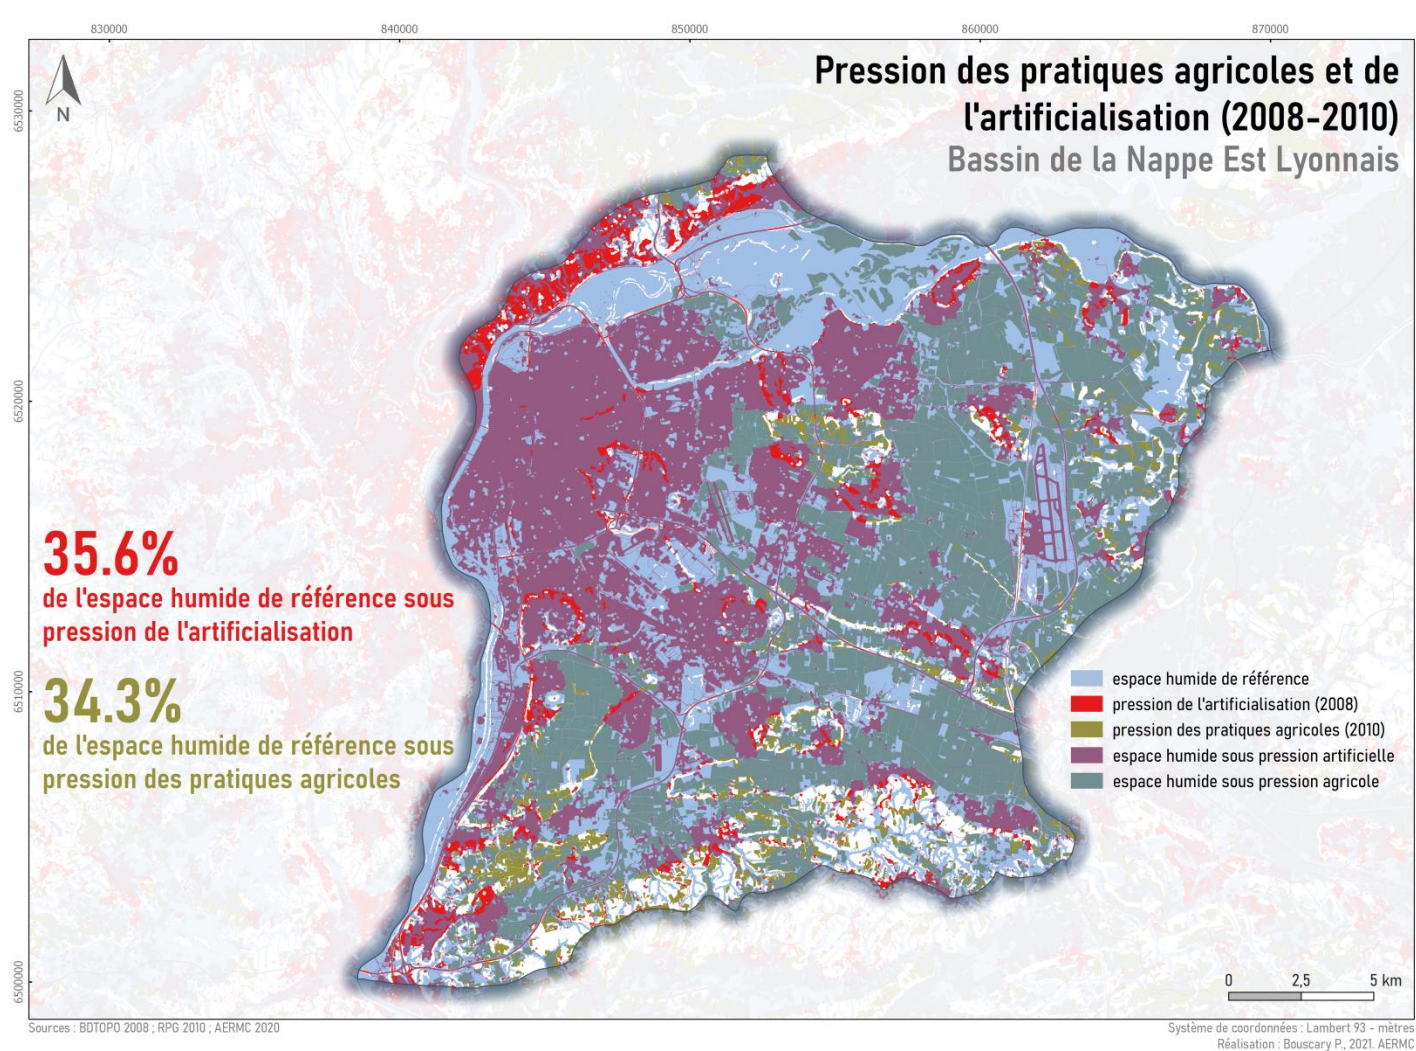 830000 840000 850000 860000 870000
Pression des pratiques agricoles et de
l'artificialisation (2008-2010)
Bassin de la Nappe Est Lyonnais
N
6530000
6520000
6510000
6500000
35.6%
de l'espace humide de référence sous
pression de l'artificialisation
34.3%
de l'espace humide de référence sous
pression des pratiques agricoles
espace humide de référence
pression de l'artificialisation (2008)
pression des pratiques agricoles (2010)
espace humide sous pression artificielle
espace humide sous pression agricole
0 2,5 5 km
Sources : BDTOPO 2008 ; RPG 2010 ; AERMC 2020
Système de coordonnées : Lambert 93 - mètres
Réalisation : Bouscary P., 2021. AERMC